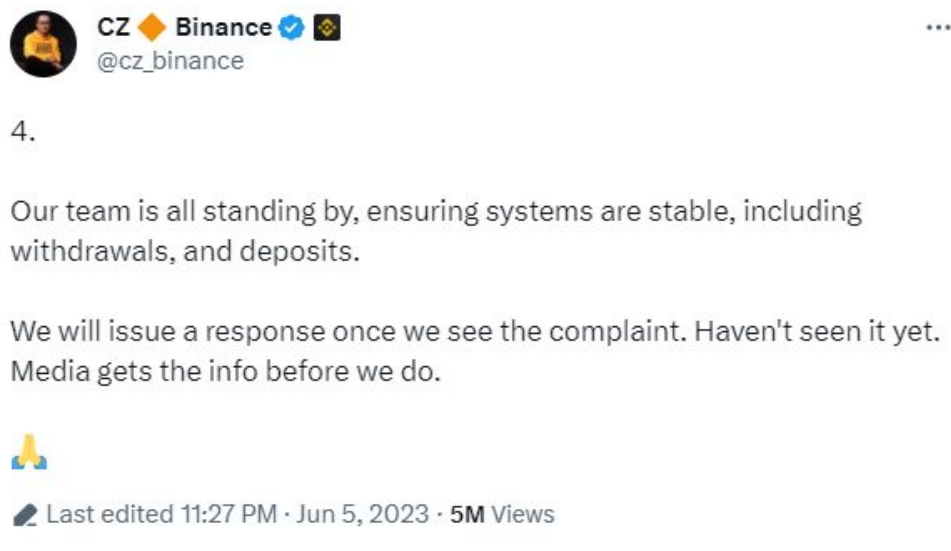 CZ 🔶 Binance
@cz_binance
4.
Our team is all standing by, ensuring systems are stable, including
withdrawals, and deposits.
We will issue a response once we see the complaint. Haven't seen it yet.
Media gets the info before we do.
🙏
Last edited 11:27 PM · Jun 5, 2023 · 5M Views